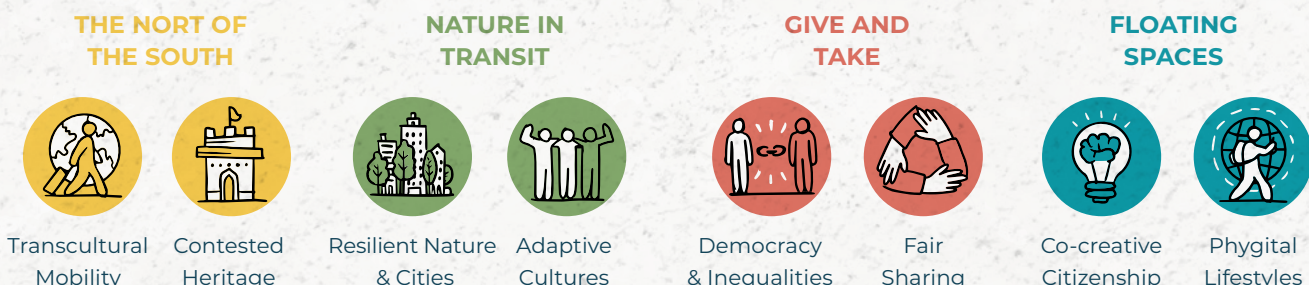 THE NORT OF
THE SOUTH
NATURE IN
TRANSIT
GIVE AND
TAKE
FLOATING
SPACES
Transcultural
Mobility
Contested
Heritage
Resilient Nature
& Cities
Adaptive
Cultures
Democracy
& Inequalities
Fair
Sharing
Co-creative
Citizenship
Phygital
Lifestyles